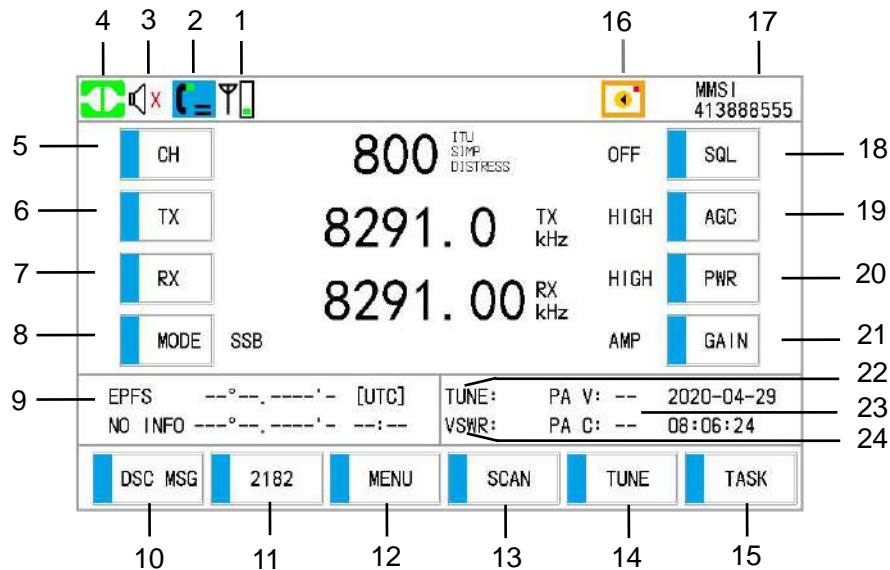 4 3 2 1 16 17
MMSI
413888555
5 CH 800 ITU SIMP DISTRESS OFF SQL 18
6 TX 8291.0 TX kHz HIGH AGC 19
7 RX 8291.00 RX kHz HIGH PWR 20
8 MODE SSB AMP GAIN 21
22
9 EPFS --°--.----'- [UTC] TUNE: PA V: -- 2020-04-29
23
NO INFO ---°--.----'- --:-- VSWR: PA C: -- 08:06:24
24
DSC MSG 2182 MENU SCAN TUNE TASK
10 11 12 13 14 15